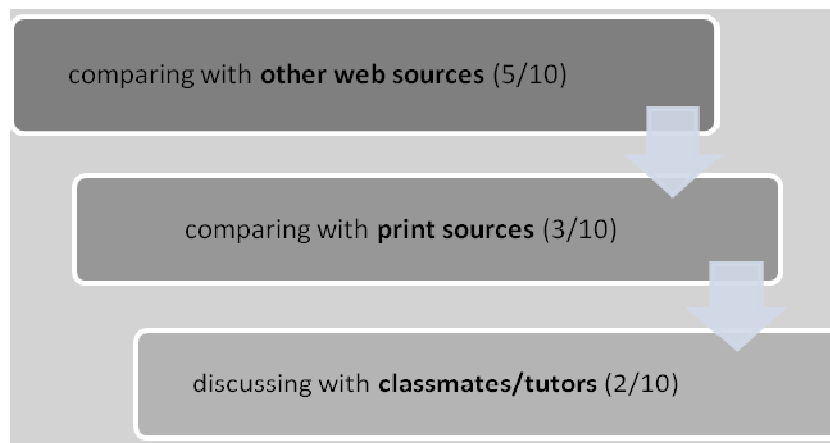 comparing with other web sources (5/10)
comparing with print sources (3/10)
discussing with classmates/tutors (2/10)